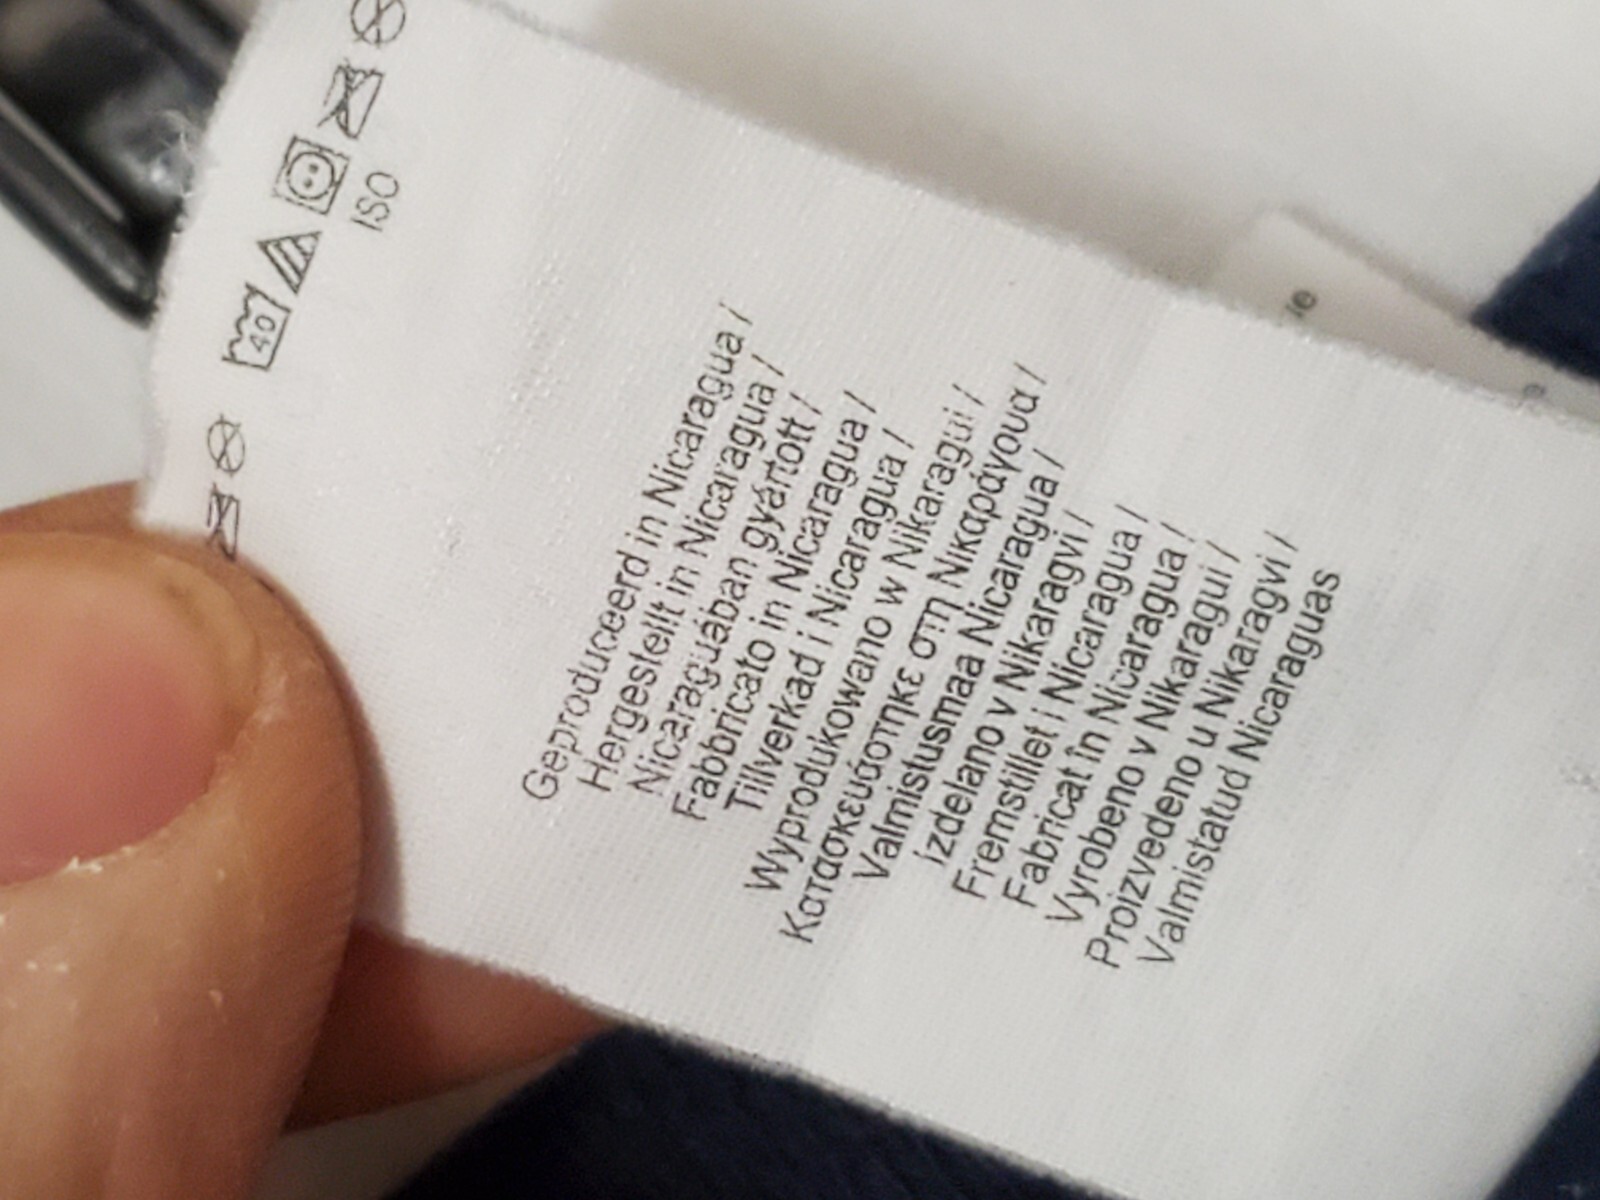 40
ISO
Geproduceerd in Nicaragua /
Hergestellt in Nicaragua /
Nicaraguában gyártott /
Fabbricato in Nicaragua /
Tillverkad i Nicaragua /
Wyprodukowano w Nikaragui /
Κατασκευάστηκε στη Νικαράγουα /
Valmistusmaa Nicaragua /
izdelano v Nikaragvi /
Fremstillet i Nicaragua /
Fabricat în Nicaragua /
Vyrobeno v Nikaragui /
Proizvedeno u Nikaragvi /
Valmistatud Nicaraguas